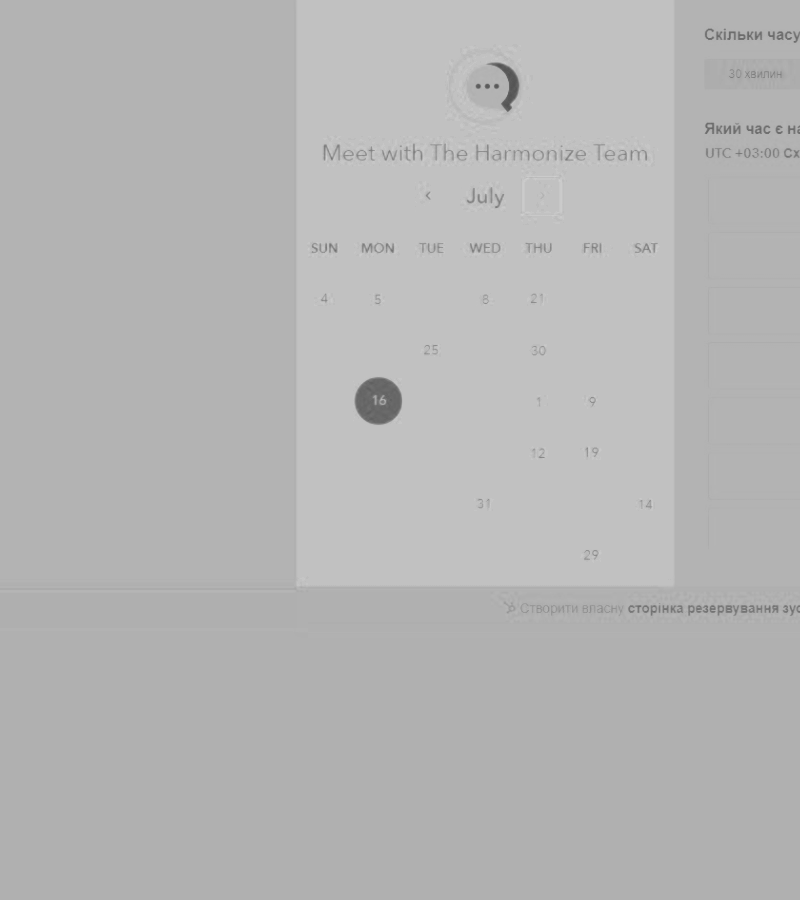 Скільки часу
30 хвилин
Meet with The Harmonize Team
Який час є на
UTC +03:00 Сх
July
SUN MON TUE WED THU FRI SAT
4 5 8 21
25 30
16 1 9
12 19
31 14
29
Створити власну сторінка резервування зус